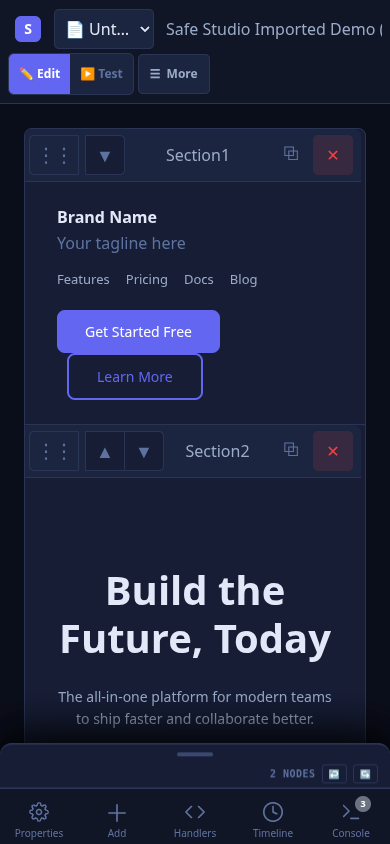 S
Unt...
Safe Studio Imported Demo (
Edit
Test
More
Section1
Brand Name
Your tagline here
Features Pricing Docs Blog
Get Started Free
Learn More
Section2
Build the
Future, Today
The all-in-one platform for modern teams
to ship faster and collaborate better.
2 NODES
3
Properties Add Handlers Timeline Console